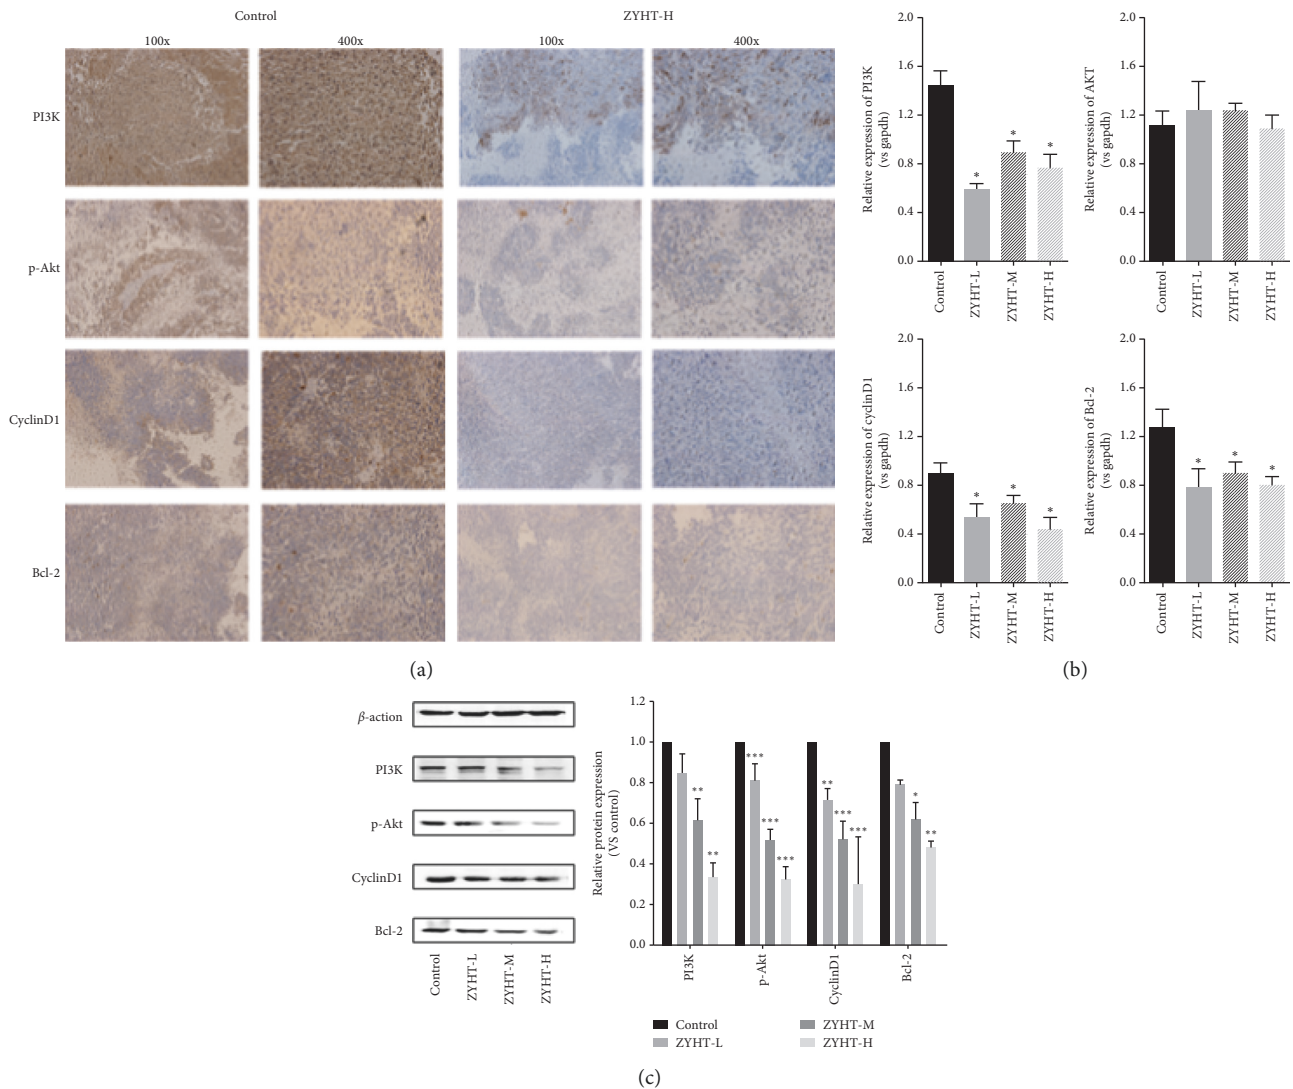 Control
ZYHT-H
100x
400x
100x
400x
PI3K
p-Akt
CyclinD1
Bcl-2
(a)
Relative expression of PI3K
(vs gapdh)
2.0
1.6
1.2
0.8
0.4
0.0
*
*
*
Control
ZYHT-L
ZYHT-M
ZYHT-H
Relative expression of AKT
(vs gapdh)
2.0
1.6
1.2
0.8
0.4
0.0
Control
ZYHT-L
ZYHT-M
ZYHT-H
Relative expression of cyclinD1
(vs gapdh)
2.0
1.6
1.2
0.8
0.4
0.0
*
*
*
Control
ZYHT-L
ZYHT-M
ZYHT-H
Relative expression of Bcl-2
(vs gapdh)
2.0
1.6
1.2
0.8
0.4
0.0
*
*
*
Control
ZYHT-L
ZYHT-M
ZYHT-H
(b)
β-action
PI3K
p-Akt
CyclinD1
Bcl-2
Control
ZYHT-L
ZYHT-M
ZYHT-H
Relative protein expression
(VS control)
1.2
1.0
0.8
0.6
0.4
0.2
0.0
**
**
***
***
***
**
***
***
*
**
PI3K
p-Akt
CyclinD1
Bcl-2
Control
ZYHT-L
ZYHT-M
ZYHT-H
(c)